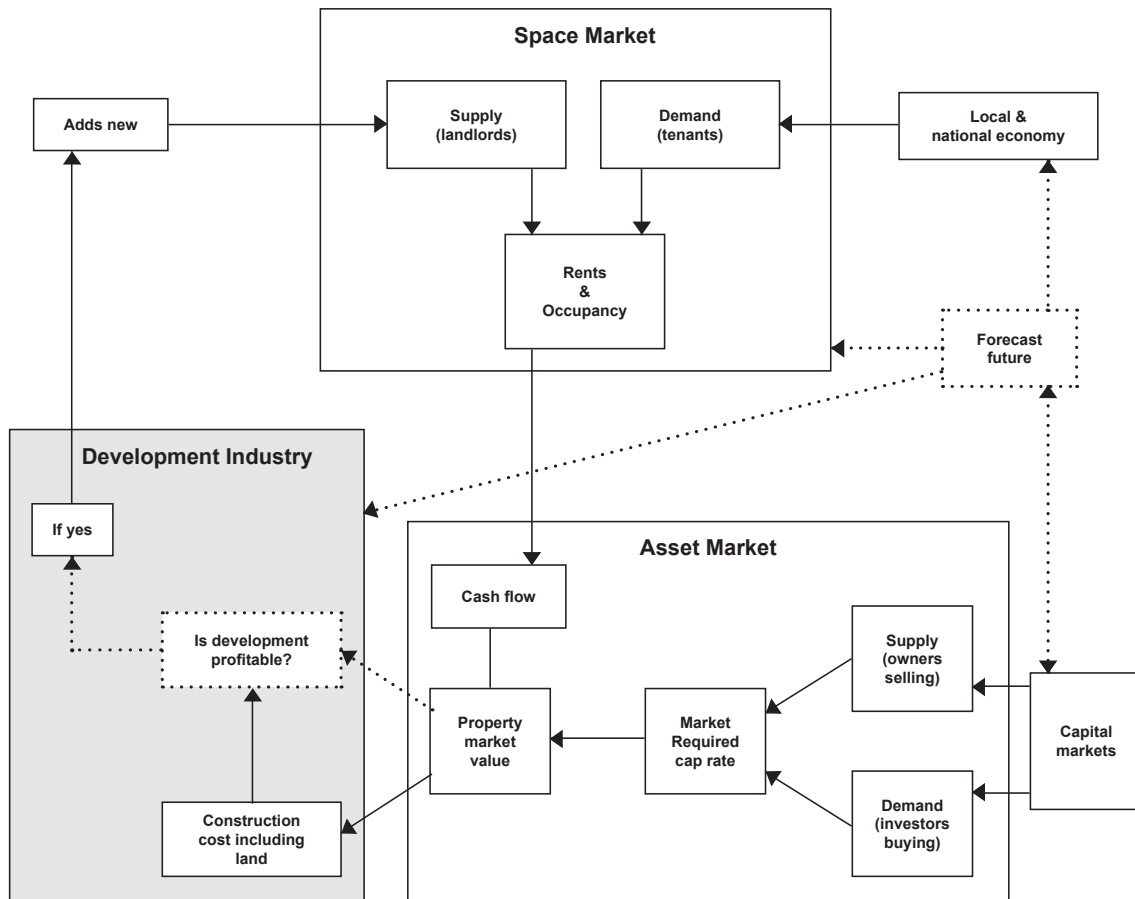 Space Market
Adds new
Supply
(landlords)
Demand
(tenants)
Local &
national economy
Rents
&
Occupancy
Forecast
future
Development Industry
If yes
Is development
profitable?
Construction
cost including
land
Asset Market
Cash flow
Property
market
value
Market
Required
cap rate
Supply
(owners
selling)
Demand
(investors
buying)
Capital
markets